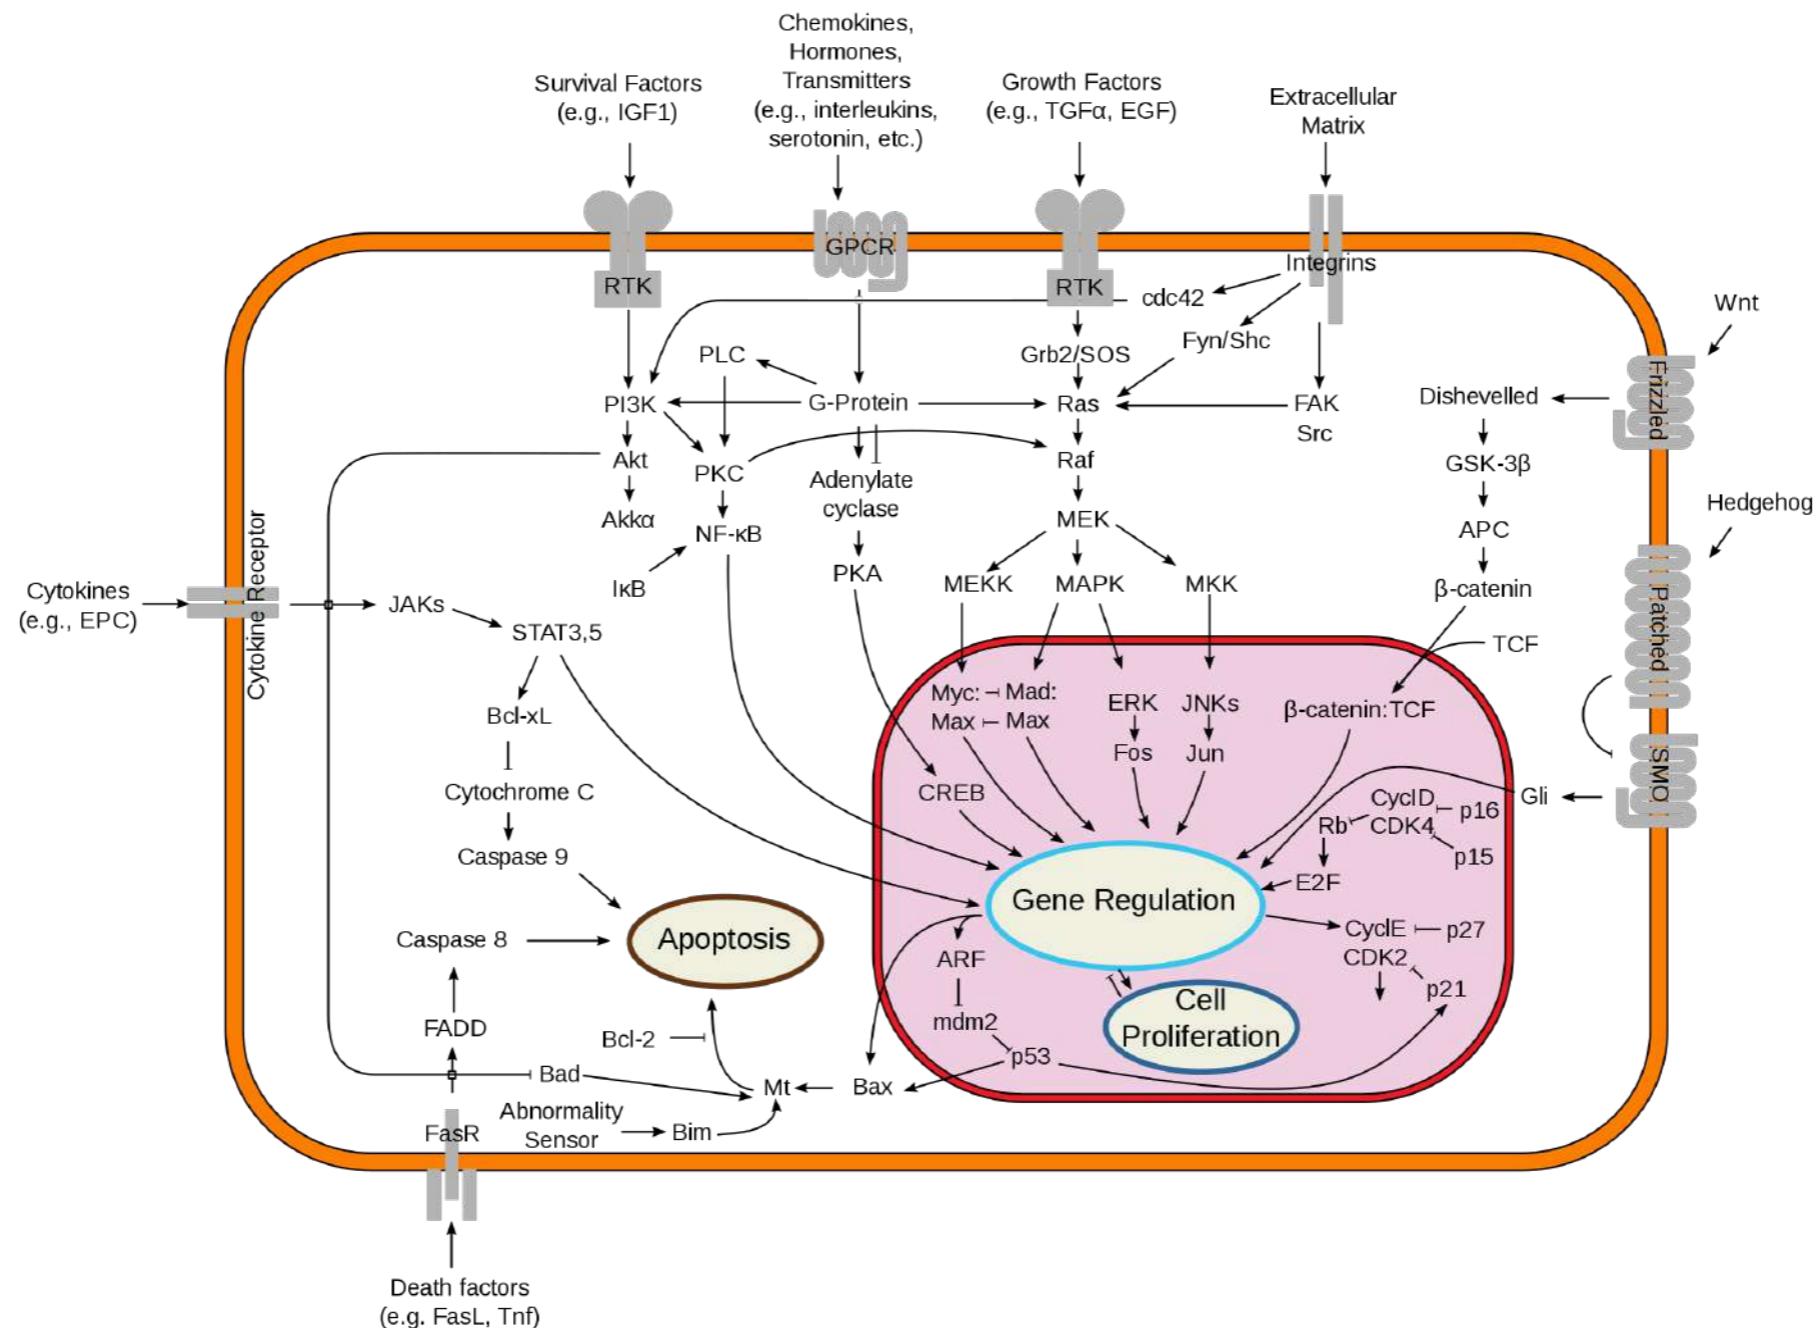 Chemokines,
Hormones,
Transmitters
(e.g., interleukins,
serotonin, etc.)
Survival Factors
(e.g., IGF1)
Growth Factors
(e.g., TGFα, EGF)
Extracellular
Matrix
GPCR
RTK
RTK
Integrins
cdc42
Fyn/Shc
Wnt
Frizzled
PLC
Grb2/SOS
PI3K
G-Protein
Ras
FAK
Src
Dishevelled
Akt
PKC
Raf
GSK-3β
Adenylate
cyclase
Akkα
NF-κB
MEK
APC
Hedgehog
Patched
IκB
PKA
MEKK
MAPK
MKK
β-catenin
TCF
Cytokines
(e.g., EPC)
Cytokine Receptor
JAKs
STAT3,5
Myc:
Mad:
Max
Max
ERK
JNKs
β-catenin:TCF
Bcl-xL
Fos
Jun
SMO
Cytochrome C
CREB
Gli
CyclD
p16
CDK4
Rb
p15
Caspase 9
E2F
Gene Regulation
Caspase 8
Apoptosis
ARF
CyclE
p27
CDK2
p21
FADD
Bcl-2
mdm2
Cell
Proliferation
p53
Bad
Mt
Bax
Abnormality
Sensor
Bim
FasR
Death factors
(e.g. FasL, Tnf)